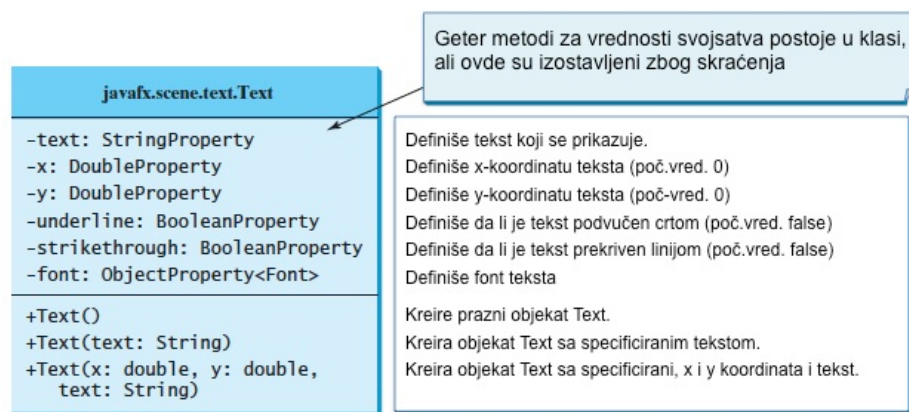 Geter metodi za vrednosti svojsatva postoje u klasi,
ali ovde su izostavljeni zbog skraćenja
javafx.scene.text.Text
-text: StringProperty
-x: DoubleProperty
-y: DoubleProperty
-underline: BooleanProperty
-strikethrough: BooleanProperty
-font: ObjectProperty<Font>
Definiše tekst koji se prikazuje.
Definiše x-koordinatu teksta (poč.vred. 0)
Definiše y-koordinatu teksta (poč-vred. 0)
Definiše da li je tekst podvučen crtom (poč.vred. false)
Definiše da li je tekst prekriven linijom (poč.vred. false)
Definiše font teksta
+Text()
+Text(text: String)
+Text(x: double, y: double,
text: String)
Kreire prazni objekat Text.
Kreira objekat Text sa specificiranim tekstom.
Kreira objekat Text sa specificirani, x i y koordinata i tekst.